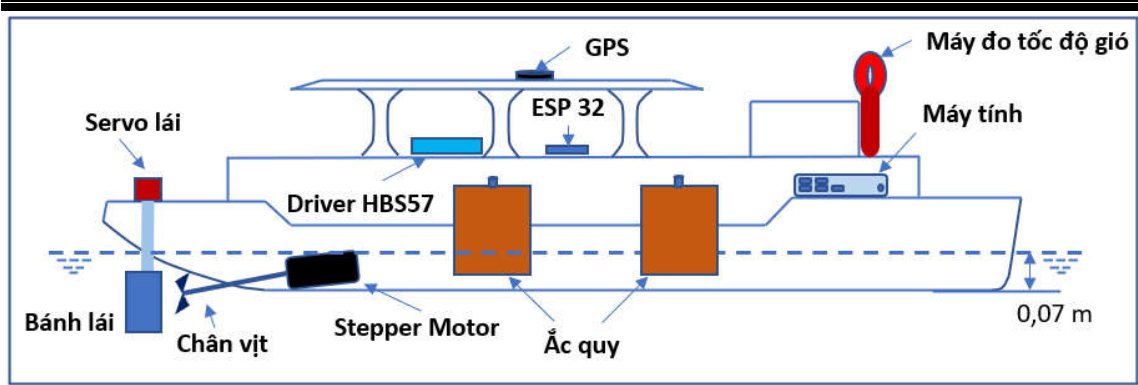 GPS
Máy đo tốc độ gió
ESP 32
Máy tính
Servo lái
Driver HBS57
Bánh lái
Chân vịt
Stepper Motor
Ắc quy
0,07 m